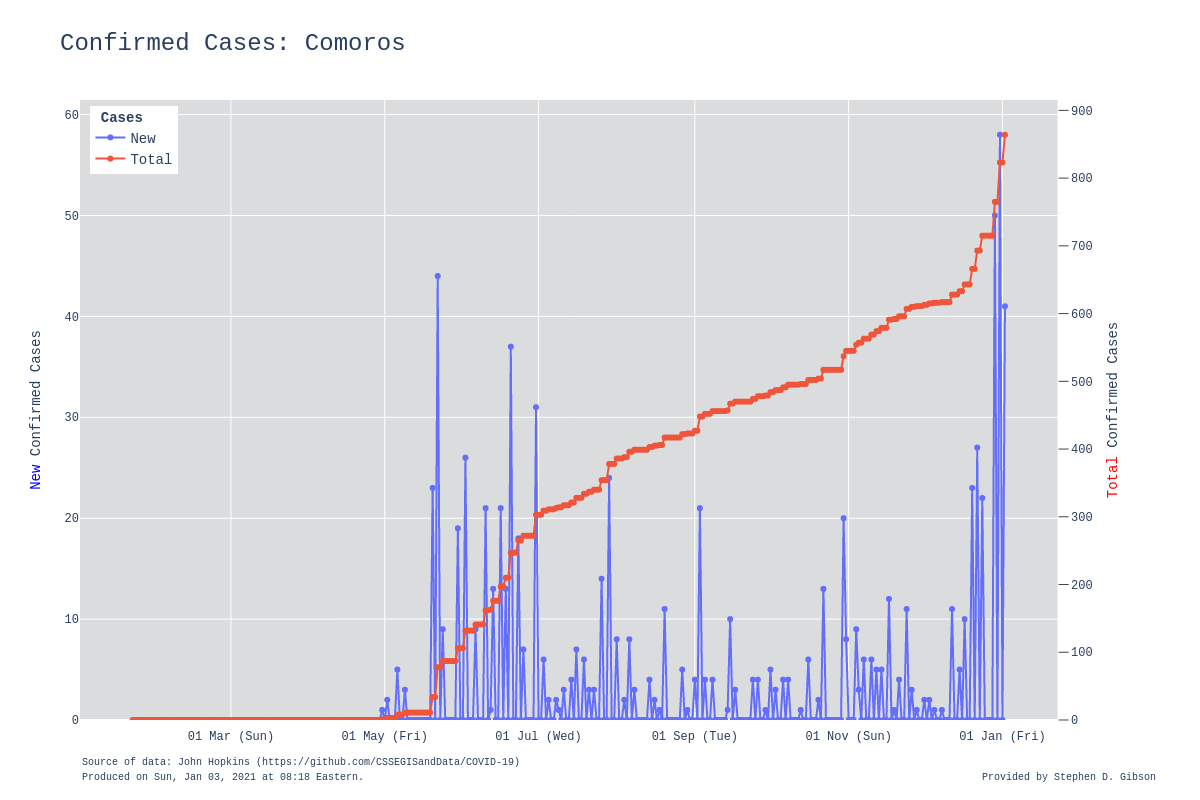 Confirmed Cases: Comoros
Cases
New
Total
60
50
40
30
20
10
0
900
800
700
600
500
400
300
200
100
0
New Confirmed Cases
Total Confirmed Cases
01 Mar (Sun)
01 May (Fri)
01 Jul (Wed)
01 Sep (Tue)
01 Nov (Sun)
01 Jan (Fri)
Source of data: John Hopkins (https://github.com/CSSEGISandData/COVID-19)
Produced on Sun, Jan 03, 2021 at 08:18 Eastern.
Provided by Stephen D. Gibson